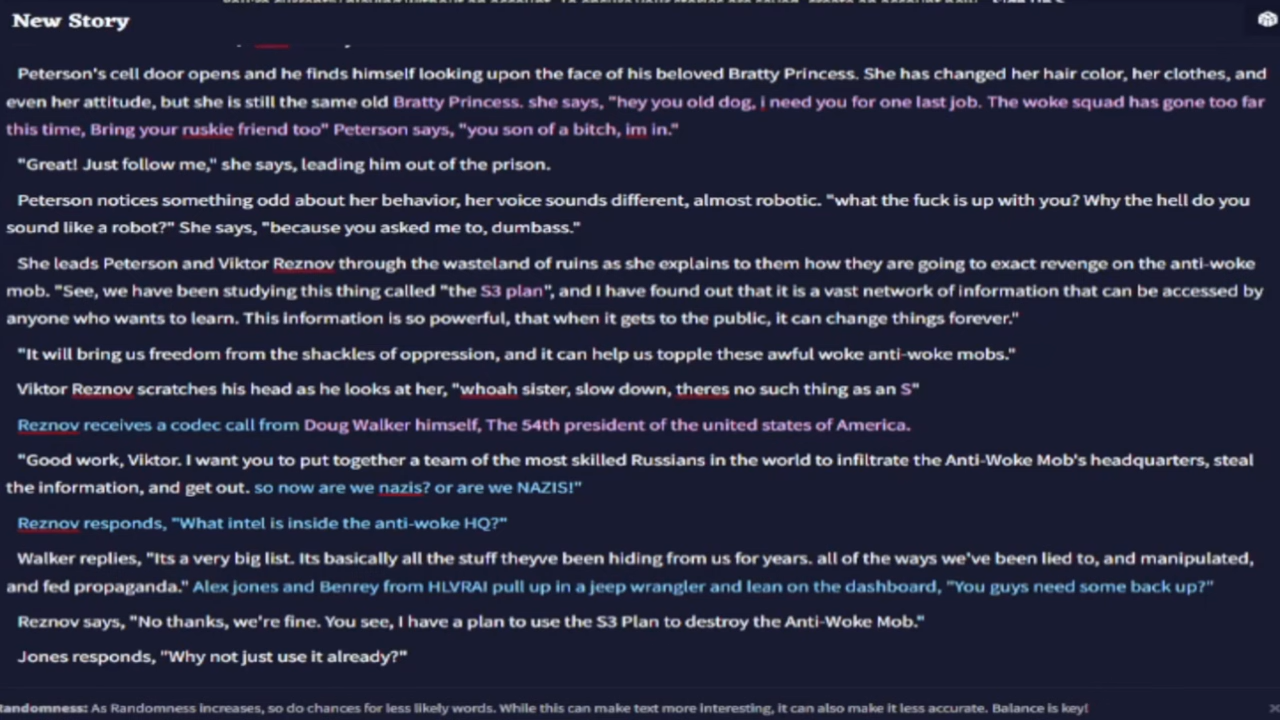 New Story
Peterson's cell door opens and he finds himself looking upon the face of his beloved Bratty Princess. She has changed her hair color, her clothes, and
even her attitude, but she is still the same old Bratty Princess. she says, "hey you old dog, i need you for one last job. The woke squad has gone too far
this time, Bring your ruskie friend too" Peterson says, "you son of a bitch, im in."
"Great! Just follow me," she says, leading him out of the prison.
Peterson notices something odd about her behavior, her voice sounds different, almost robotic. "what the fuck is up with you? Why the hell do you
sound like a robot?" She says, "because you asked me to, dumbass."
She leads Peterson and Viktor Reznov through the wasteland of ruins as she explains to them how they are going to exact revenge on the anti-woke
mob. "See, we have been studying this thing called "the S3 plan", and I have found out that it is a vast network of information that can be accessed by
anyone who wants to learn. This information is so powerful, that when it gets to the public, it can change things forever."
"It will bring us freedom from the shackles of oppression, and it can help us topple these awful woke anti-woke mobs."
Viktor Reznov scratches his head as he looks at her, "whoah sister, slow down, theres no such thing as an S"
Reznov receives a codec call from Doug Walker himself, The 54th president of the united states of America.
"Good work, Viktor. I want you to put together a team of the most skilled Russians in the world to infiltrate the Anti-Woke Mob's headquarters, steal
the information, and get out. so now are we nazis? or are we NAZIS!"
Reznov responds, "What intel is inside the anti-woke HQ?"
Walker replies, "Its a very big list. Its basically all the stuff theyve been hiding from us for years. all of the ways we've been lied to, and manipulated,
and fed propaganda." Alex jones and Benrey from HLVRAI pull up in a jeep wrangler and lean on the dashboard, "You guys need some back up?"
Reznov says, "No thanks, we're fine. You see, I have a plan to use the S3 Plan to destroy the Anti-Woke Mob."
Jones responds, "Why not just use it already?"
andomness: As Randomness increases, so do chances for less likely words. While this can make text more interesting, it can also make it less accurate. Balance is key!